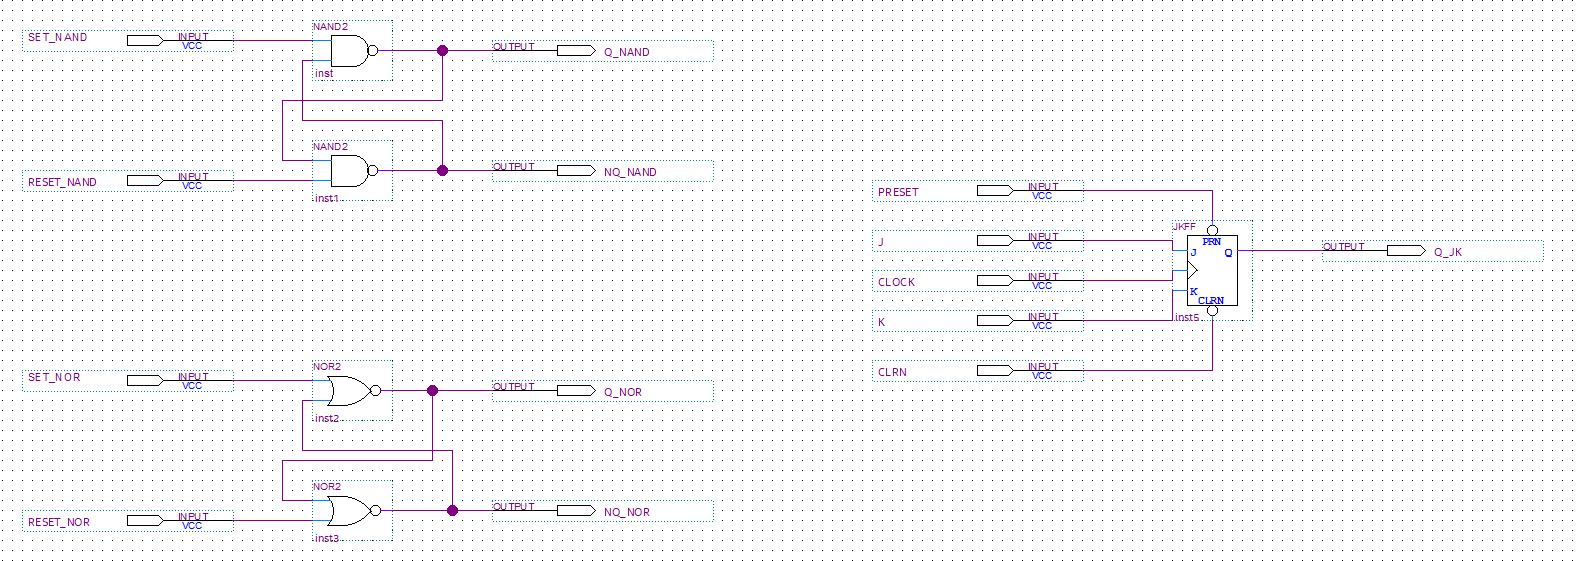 NAND2
SET_NAND
INPUT
VCC
OUTPUT
Q_NAND
inst
NAND2
RESET_NAND
INPUT
VCC
OUTPUT
NQ_NAND
inst1
PRESET
INPUT
VCC
JKFF
PRN
J
INPUT
VCC
J
Q
OUTPUT
Q_JK
CLOCK
INPUT
VCC
K
CLRN
K
INPUT
VCC
inst5
CLRN
INPUT
VCC
NOR2
SET_NOR
INPUT
VCC
OUTPUT
Q_NOR
inst2
NOR2
RESET_NOR
INPUT
VCC
OUTPUT
NQ_NOR
inst3